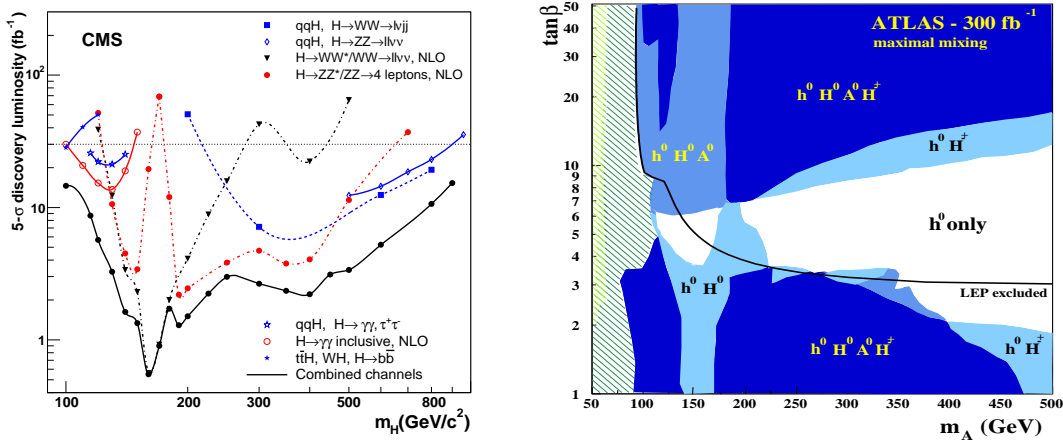 CMS
qqH, H→WW→lνjj
qqH, H→ZZ→llνν
H→WW*/WW→llνν, NLO
H→ZZ*/ZZ→4 leptons, NLO
5-σ discovery luminosity (fb⁻¹)
10²
10
1
qqH, H→γγ, τ⁺τ⁻
H→γγ inclusive, NLO
tt̄H, WH, H→bb̄
Combined channels
100 200 300 400 500 800
m_H(GeV/c²)
ATLAS - 300 fb⁻¹
maximal mixing
tanβ
50
40
30
20
10
9
8
7
6
5
4
3
2
1
h⁰ H⁰ A⁰ H±
h⁰ H⁰ A⁰
h⁰ H±
h⁰ only
h⁰ H⁰
LEP excluded
h⁰ H⁰ A⁰ H±
h⁰ H±
50 100 150 200 250 300 350 400 450 500
m_A (GeV)